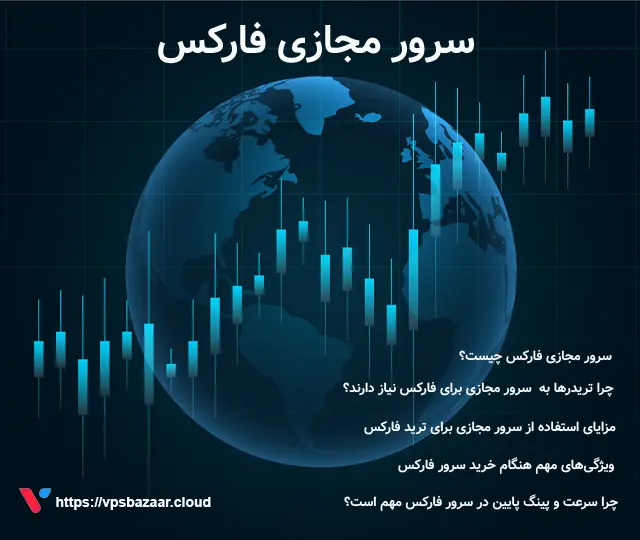 سرور مجازی فارکس
سرور مجازی فارکس چیست؟
چرا تریدرها به سرور مجازی برای فارکس نیاز دارند؟
مزایای استفاده از سرور مجازی برای ترید فارکس
ویژگی‌های مهم هنگام خرید سرور فارکس
چرا سرعت و پینگ پایین در سرور فارکس مهم است؟
https://vpsbazaar.cloud